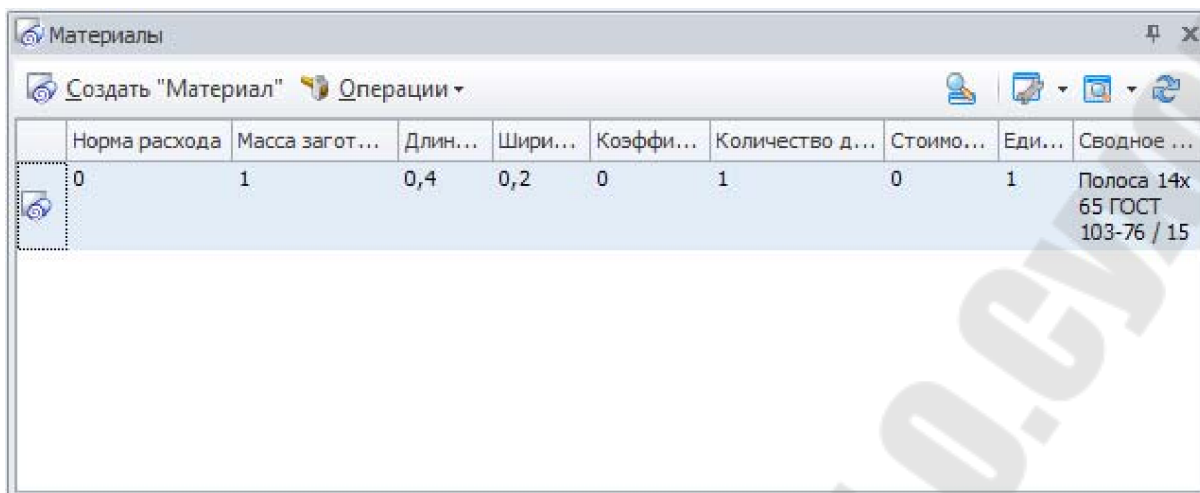 Материалы
Создать "Материал" Операции
Норма расхода Масса загот... Длин... Шири... Коэффи... Количество д... Стоимо... Еди... Сводное ...
0 1 0,4 0,2 0 1 0 1 Полоса 14х
65 ГОСТ
103-76 / 15